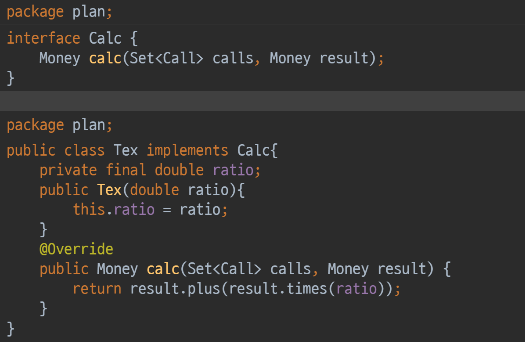 package plan;
interface Calc {
    Money calc(Set<Call> calls, Money result);
}
package plan;
public class Tex implements Calc{
    private final double ratio;
    public Tex(double ratio){
        this.ratio = ratio;
    }
    @Override
    public Money calc(Set<Call> calls, Money result) {
        return result.plus(result.times(ratio));
    }
}